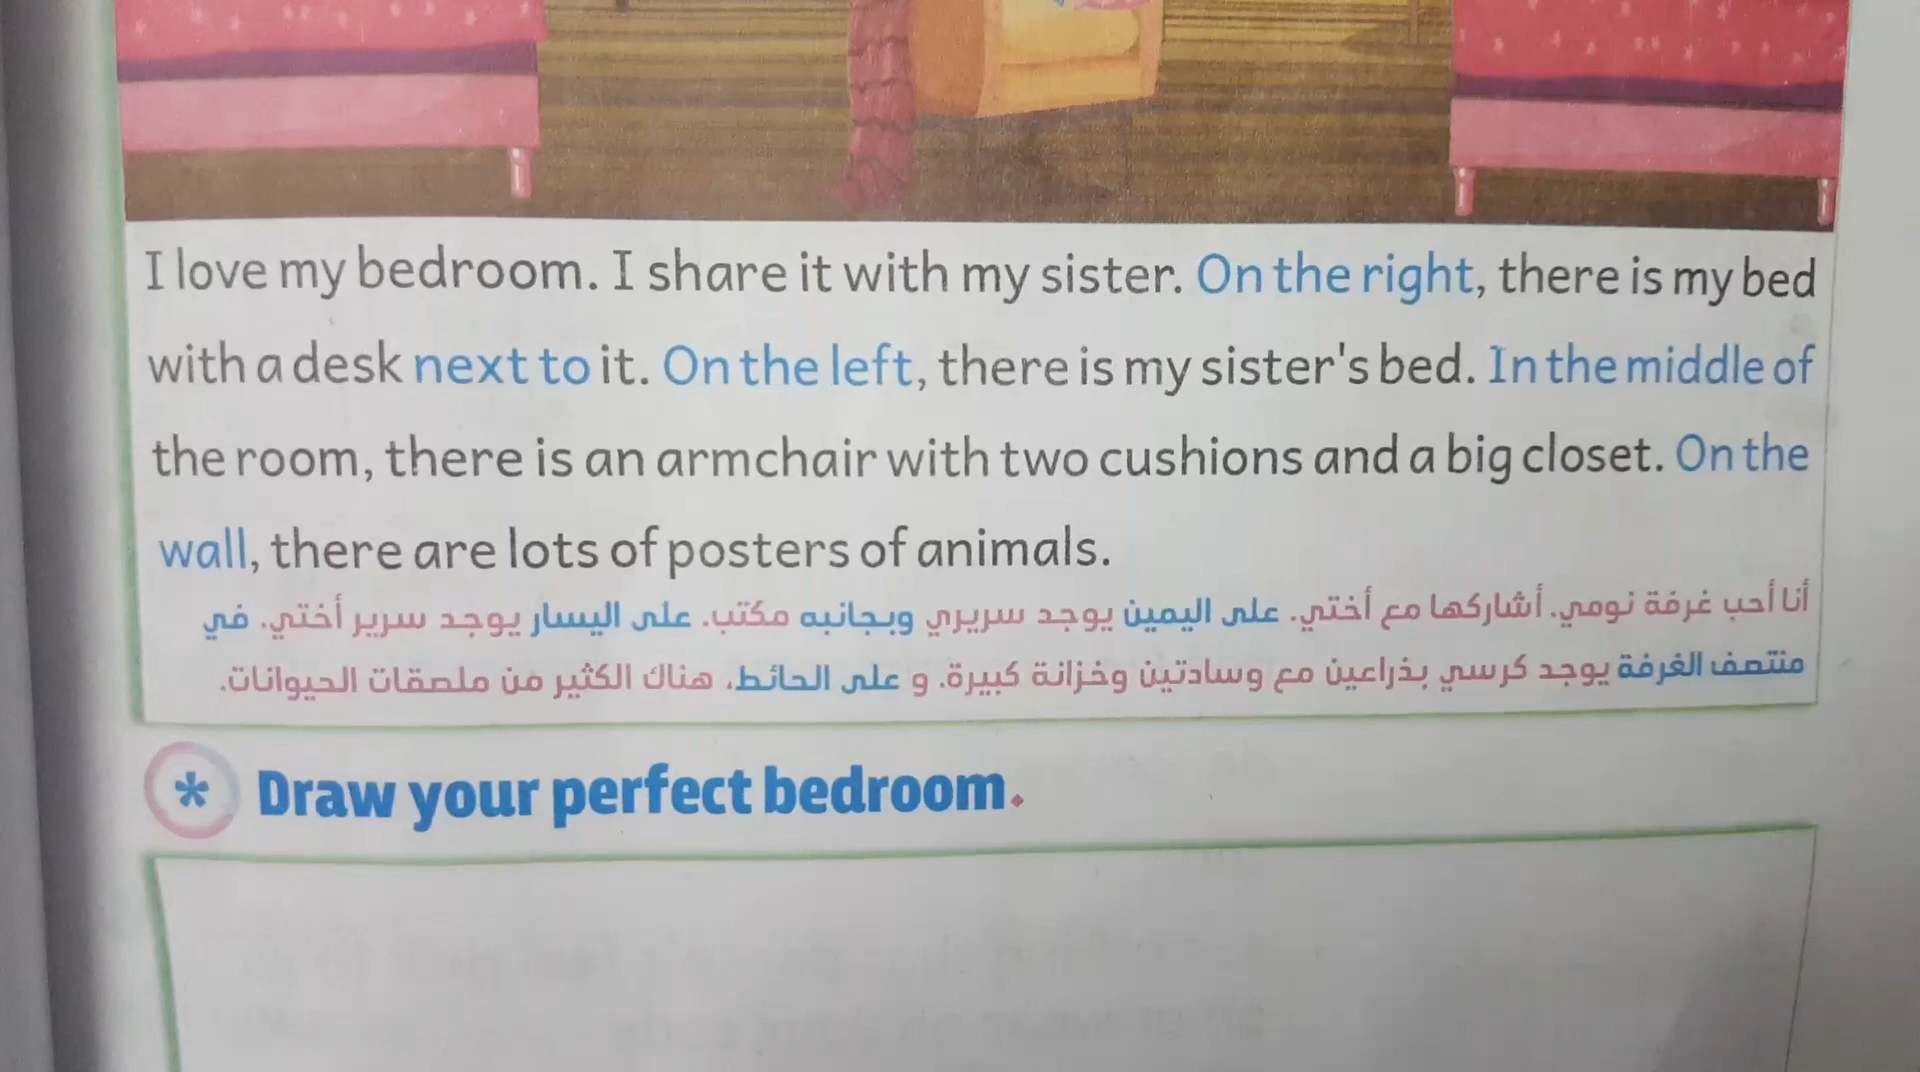 I love my bedroom. I share it with my sister. On the right, there is my bed
with a desk next to it. On the left, there is my sister's bed. In the middle of
the room, there is an armchair with two cushions and a big closet. On the
wall, there are lots of posters of animals.
أنا أحب غرفة نومي. أشاركها مع أختي. على اليمين يوجد سريري وبجانبه مكتب. على اليسار يوجد سرير أختي. في
منتصف الغرفة يوجد كرسي بذراعين مع وسادتين وخزانة كبيرة. و على الحائط، هناك الكثير من ملصقات الحيوانات.
* Draw your perfect bedroom.